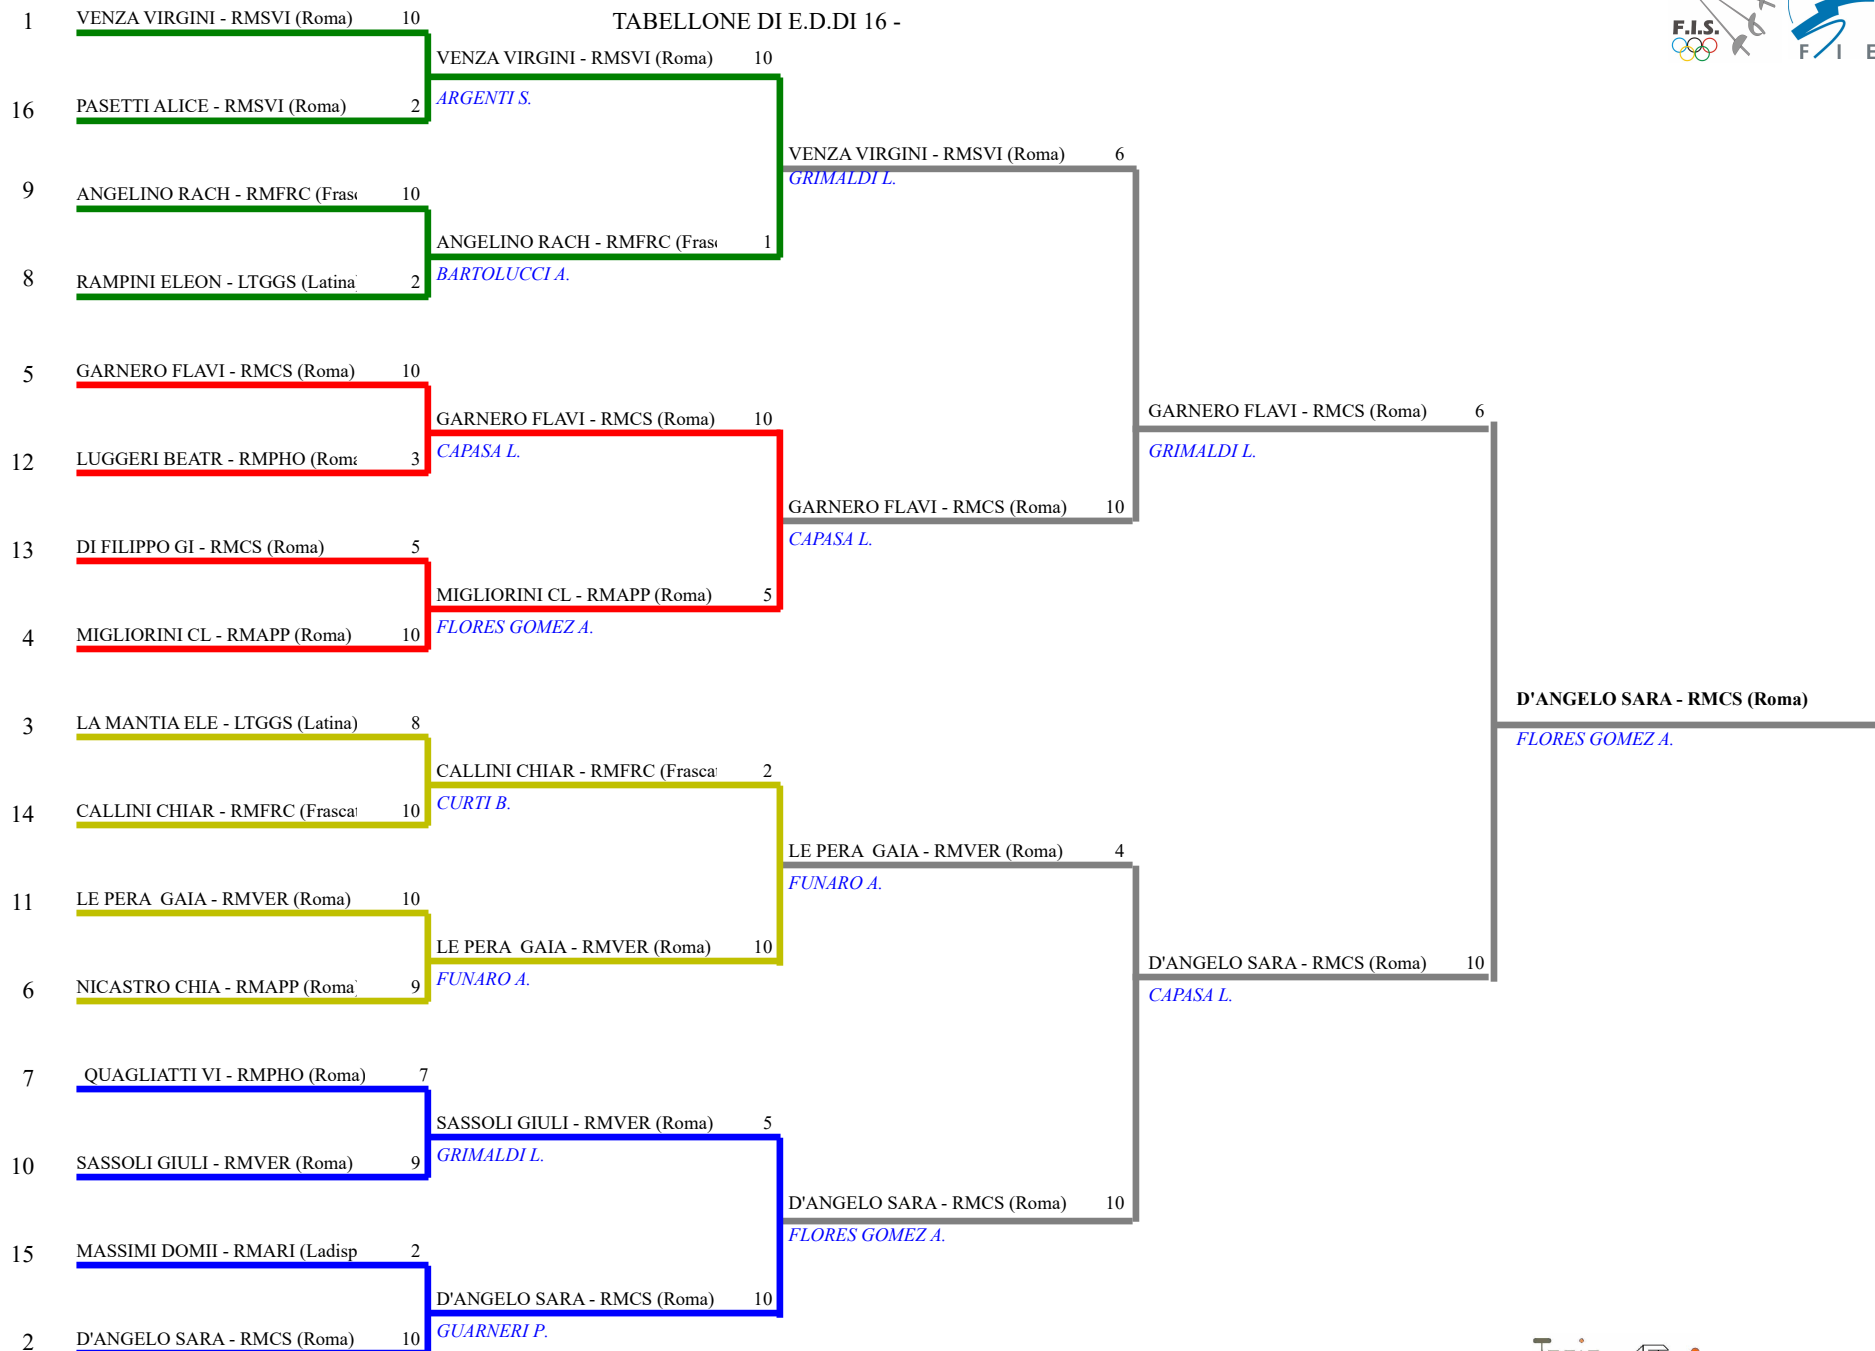 TABELLONE DI E.D.DI 16 -
F.I.S.
F I E
1 VENZA VIRGINI - RMSVI (Roma) 10
16 PASETTI ALICE - RMSVI (Roma) 2
9 ANGELINO RACH - RMFRC (Fras 10
8 RAMPINI ELEON - LTGGS (Latina 2
5 GARNERO FLAVI - RMCS (Roma) 10
12 LUGGERI BEATR - RMPHO (Roma 3
13 DI FILIPPO GI - RMCS (Roma) 5
4 MIGLIORINI CL - RMAPP (Roma) 10
3 LA MANTIA ELE - LTGGS (Latina) 8
14 CALLINI CHIAR - RMFRC (Frasca 10
11 LE PERA  GAIA - RMVER (Roma) 10
6 NICASTRO CHIA - RMAPP (Roma) 9
7 QUAGLIATTI VI - RMPHO (Roma) 7
10 SASSOLI GIULI - RMVER (Roma) 9
15 MASSIMI DOMII - RMARI (Ladisp 2
2 D'ANGELO SARA - RMCS (Roma) 10
VENZA VIRGINI - RMSVI (Roma) 10
ARGENTI S.
ANGELINO RACH - RMFRC (Fras 1
BARTOLUCCI A.
GARNERO FLAVI - RMCS (Roma) 10
CAPASA L.
MIGLIORINI CL - RMAPP (Roma) 5
FLORES GOMEZ A.
CALLINI CHIAR - RMFRC (Frasca 2
CURTI B.
LE PERA  GAIA - RMVER (Roma) 10
FUNARO A.
SASSOLI GIULI - RMVER (Roma) 5
GRIMALDI L.
D'ANGELO SARA - RMCS (Roma) 10
GUARNERI P.
VENZA VIRGINI - RMSVI (Roma) 6
GRIMALDI L.
GARNERO FLAVI - RMCS (Roma) 10
CAPASA L.
LE PERA  GAIA - RMVER (Roma) 4
FUNARO A.
D'ANGELO SARA - RMCS (Roma) 10
FLORES GOMEZ A.
GARNERO FLAVI - RMCS (Roma) 6
GRIMALDI L.
D'ANGELO SARA - RMCS (Roma) 10
CAPASA L.
D'ANGELO SARA - RMCS (Roma)
FLORES GOMEZ A.